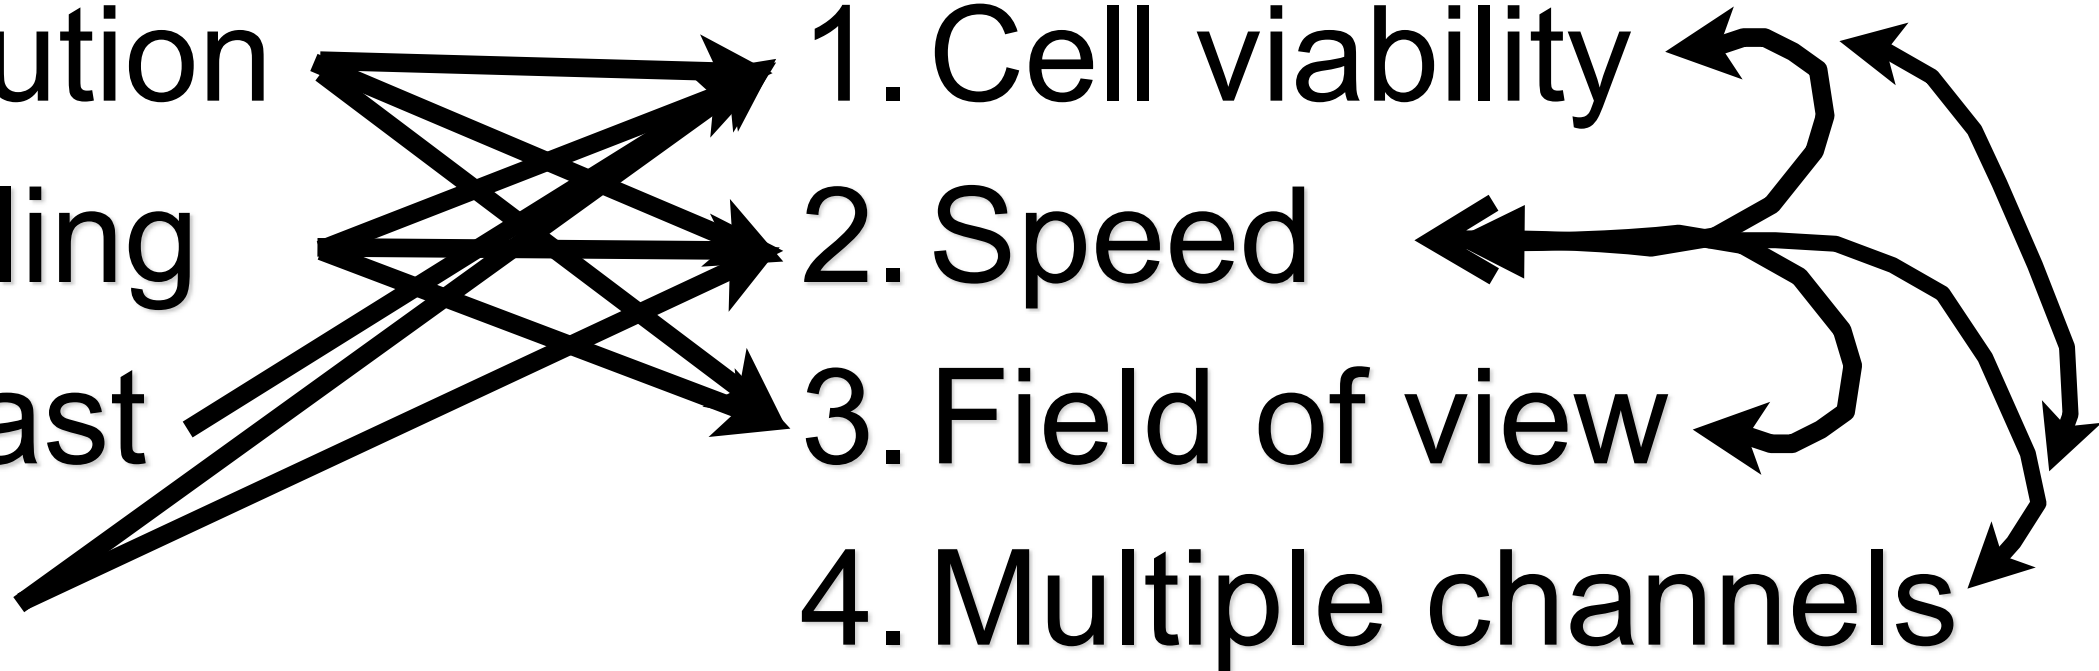 ution 1. Cell viability
ling 2. Speed
ast 3. Field of view
4. Multiple channels